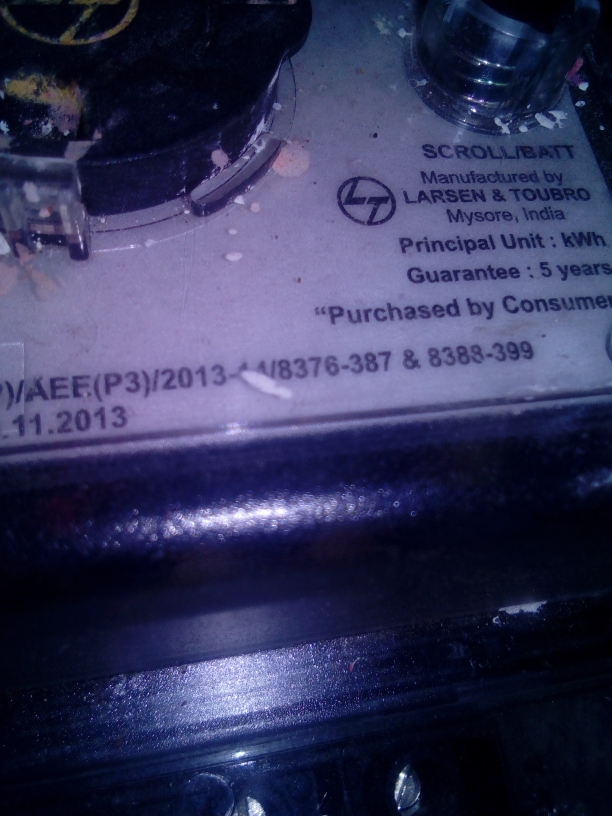 SCROLL/BATT
Manufactured by
LARSEN & TOUBRO
Mysore, India
Principal Unit : kWh
Guarantee : 5 years
“Purchased by Consumer
)/AEE(P3)/2013-14/8376-387 & 8388-399
.11.2013